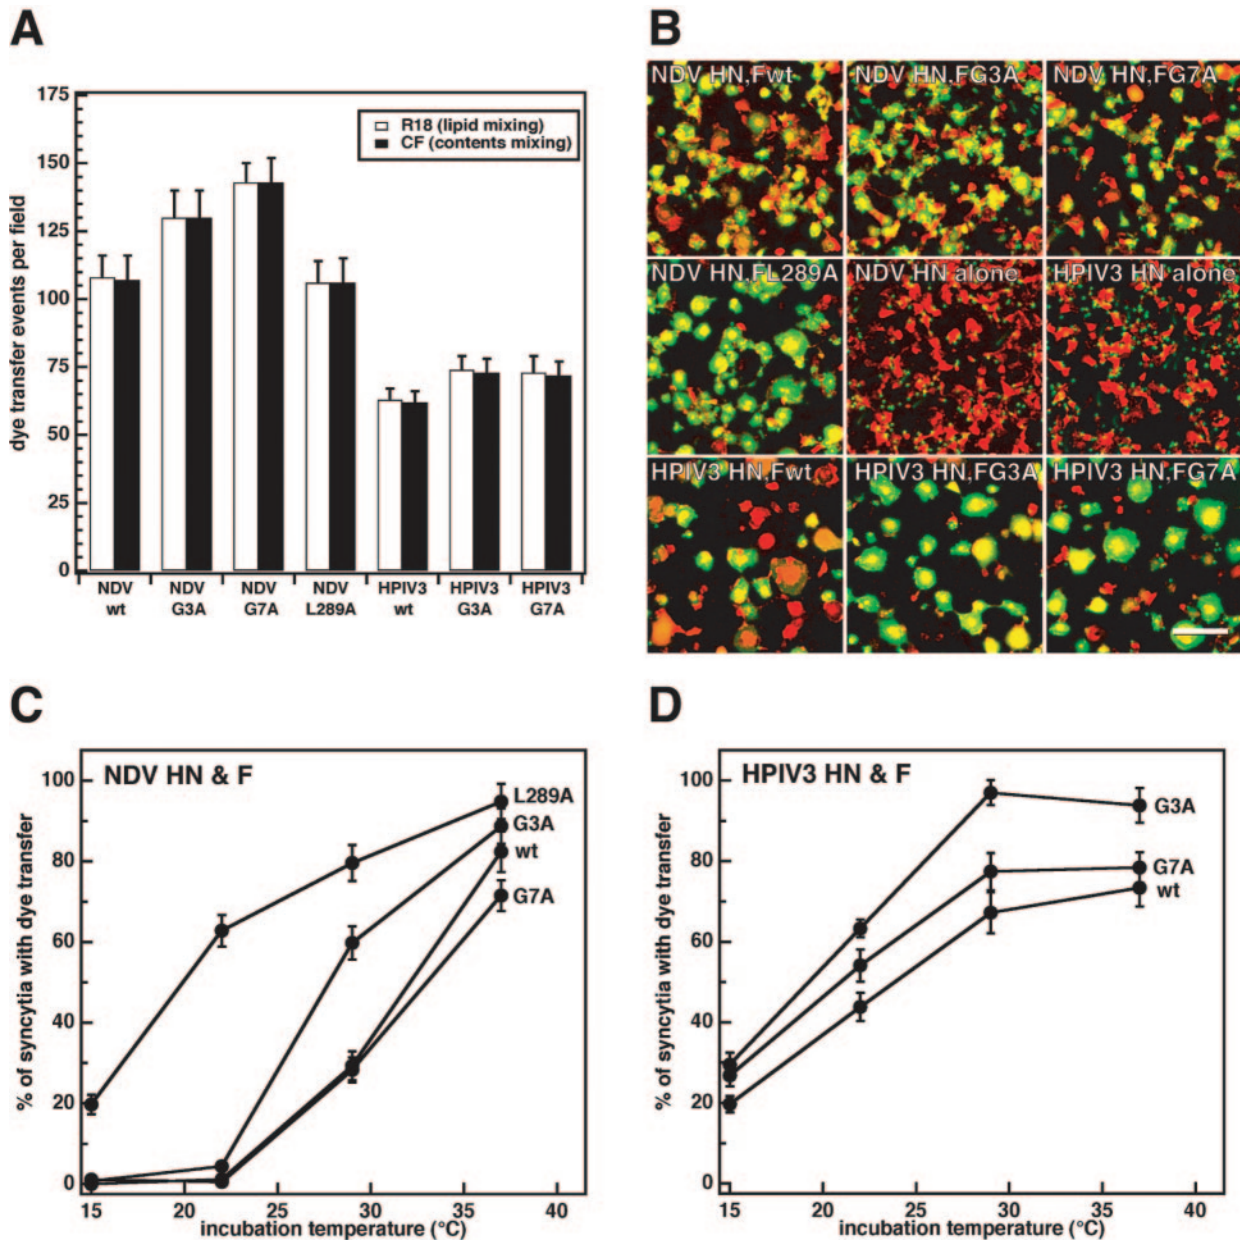 A
175
150
125
100
75
50
25
0
dye transfer events per field
R18 (lipid mixing)
CF (contents mixing)
NDV wt
NDV G3A
NDV G7A
NDV L289A
HPIV3 wt
HPIV3 G3A
HPIV3 G7A
B
NDV HN,Fwt
NDV HN,FG3A
NDV HN,FG7A
NDV HN,FL289A
NDV HN alone
HPIV3 HN alone
HPIV3 HN,Fwt
HPIV3 HN,FG3A
HPIV3 HN,FG7A
C
NDV HN & F
100
80
60
40
20
0
% of syncytia with dye transfer
L289A
G3A
wt
G7A
15 20 25 30 35 40
incubation temperature (°C)
D
HPIV3 HN & F
100
80
60
40
20
0
% of syncytia with dye transfer
G3A
G7A
wt
15 20 25 30 35 40
incubation temperature (°C)